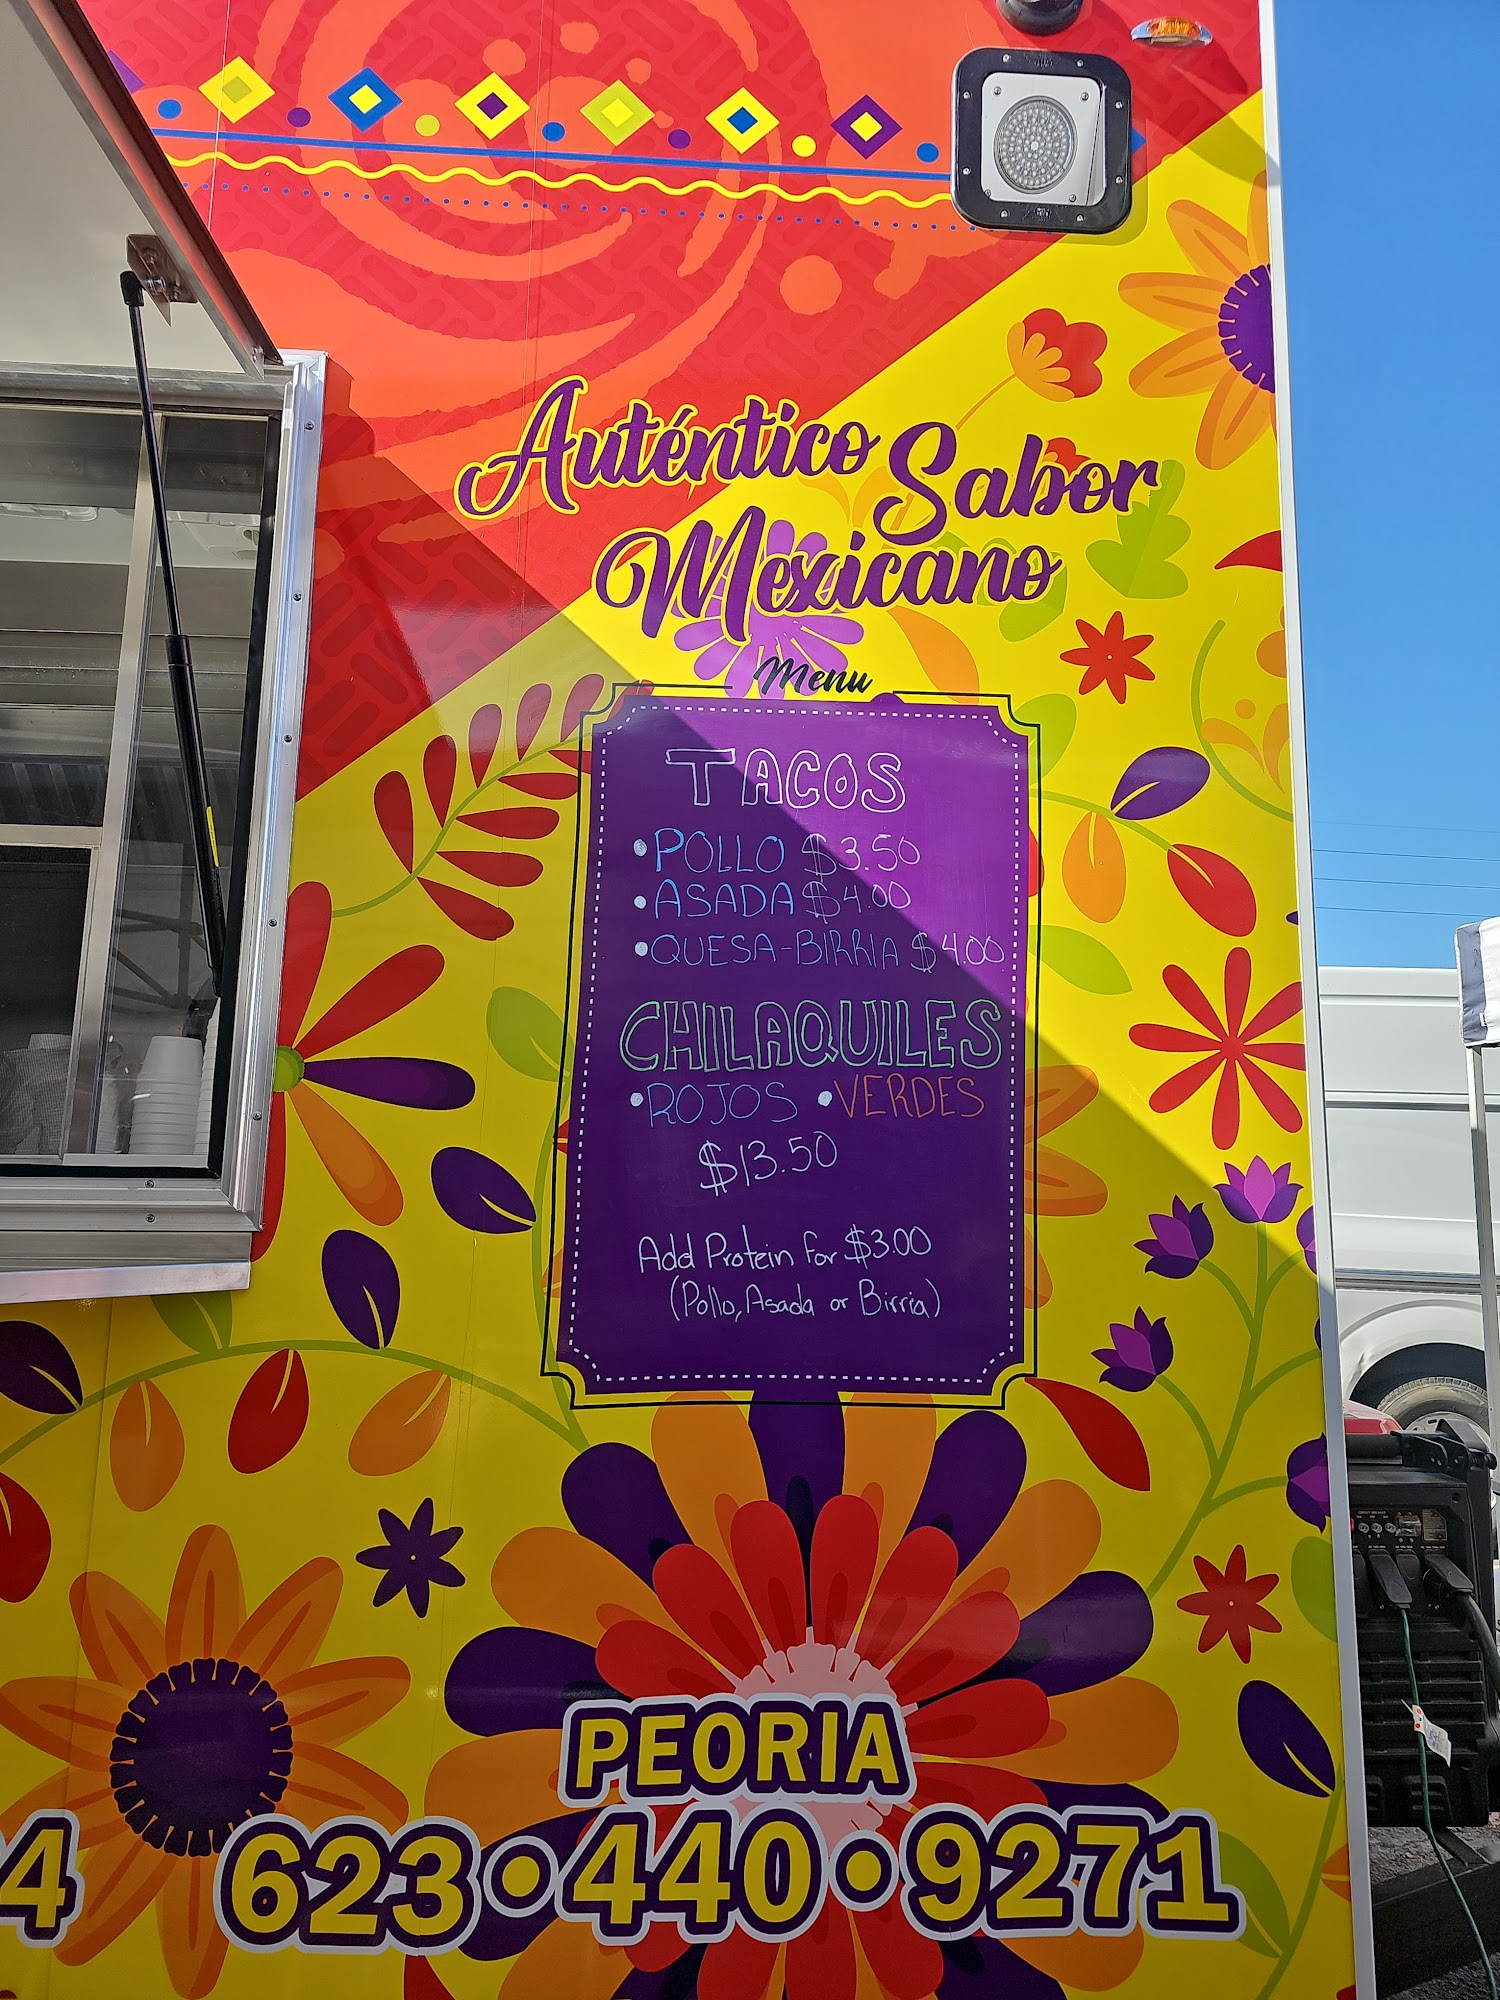 Auténtico Sabor
Mexicano
Menu
TACOS
• POLLO $3.50
• ASADA $4.00
• QUESA-BIRRIA $4.00
CHILAQUILES
• ROJOS • VERDES
$13.50
Add Protein for $3.00
(Pollo, Asada or Birria)
PEORIA
4
623•440•9271